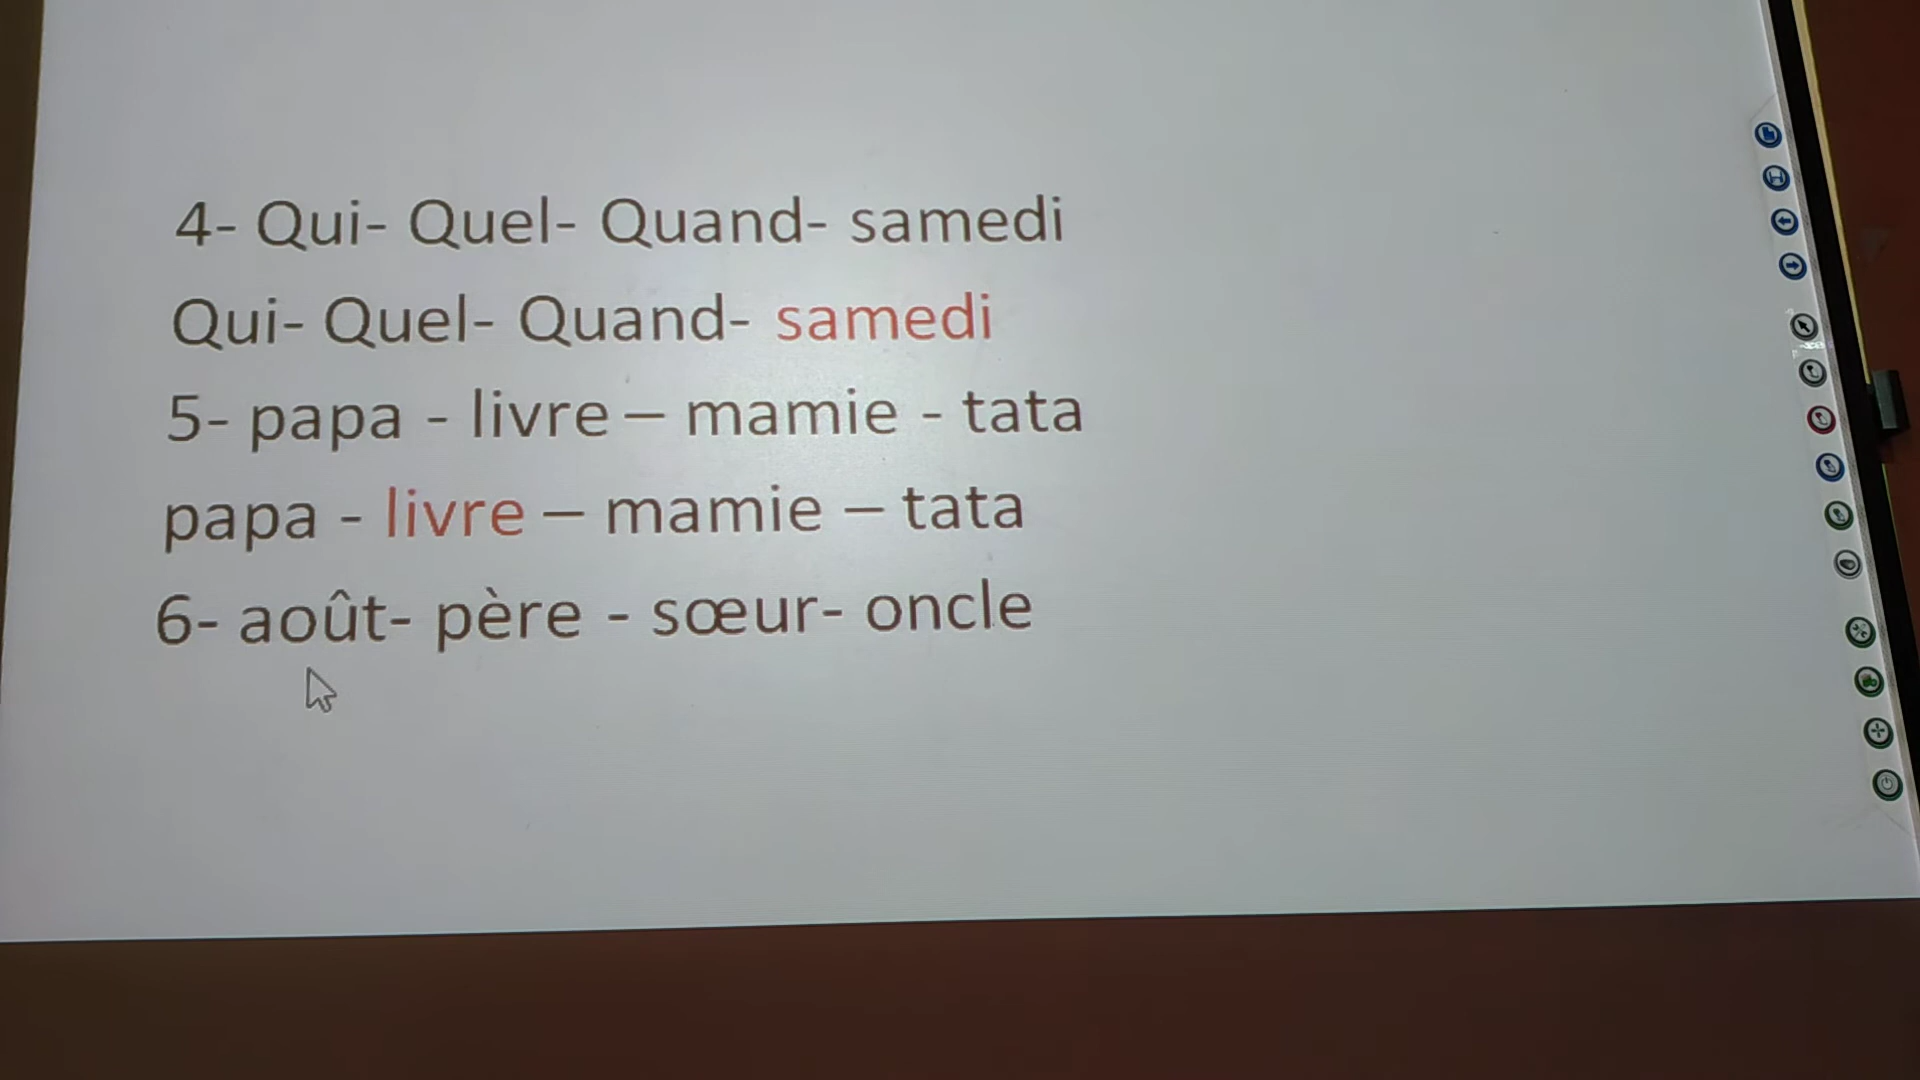 4- Qui- Quel- Quand- samedi
Qui- Quel- Quand- samedi
5- papa - livre – mamie - tata
papa - livre – mamie – tata
6- août- père - sœur- oncle